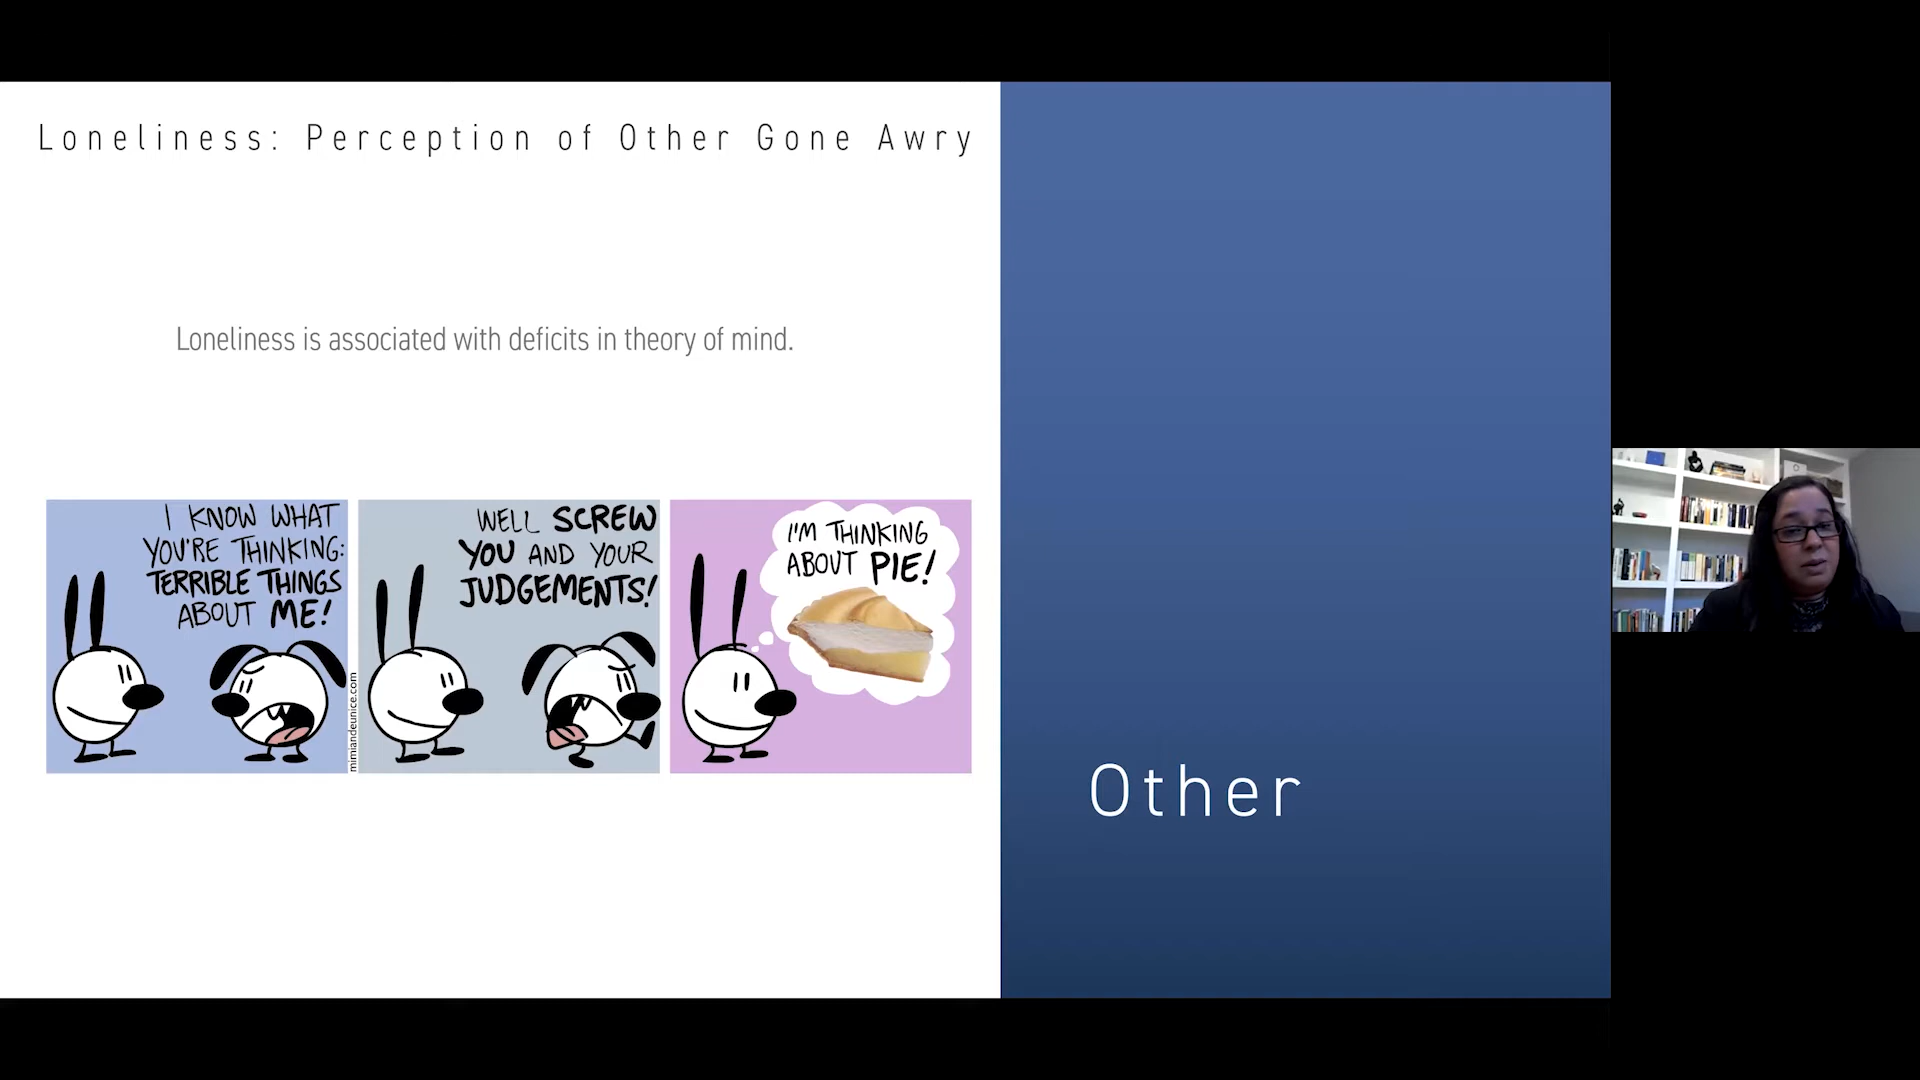 Loneliness: Perception of Other Gone Awry
Loneliness is associated with deficits in theory of mind.
I KNOW WHAT
YOU'RE THINKING:
TERRIBLE THINGS
ABOUT ME!
mimiandeunice.com
WELL SCREW
YOU AND YOUR
JUDGEMENTS!
I'M THINKING
ABOUT PIE!
Other